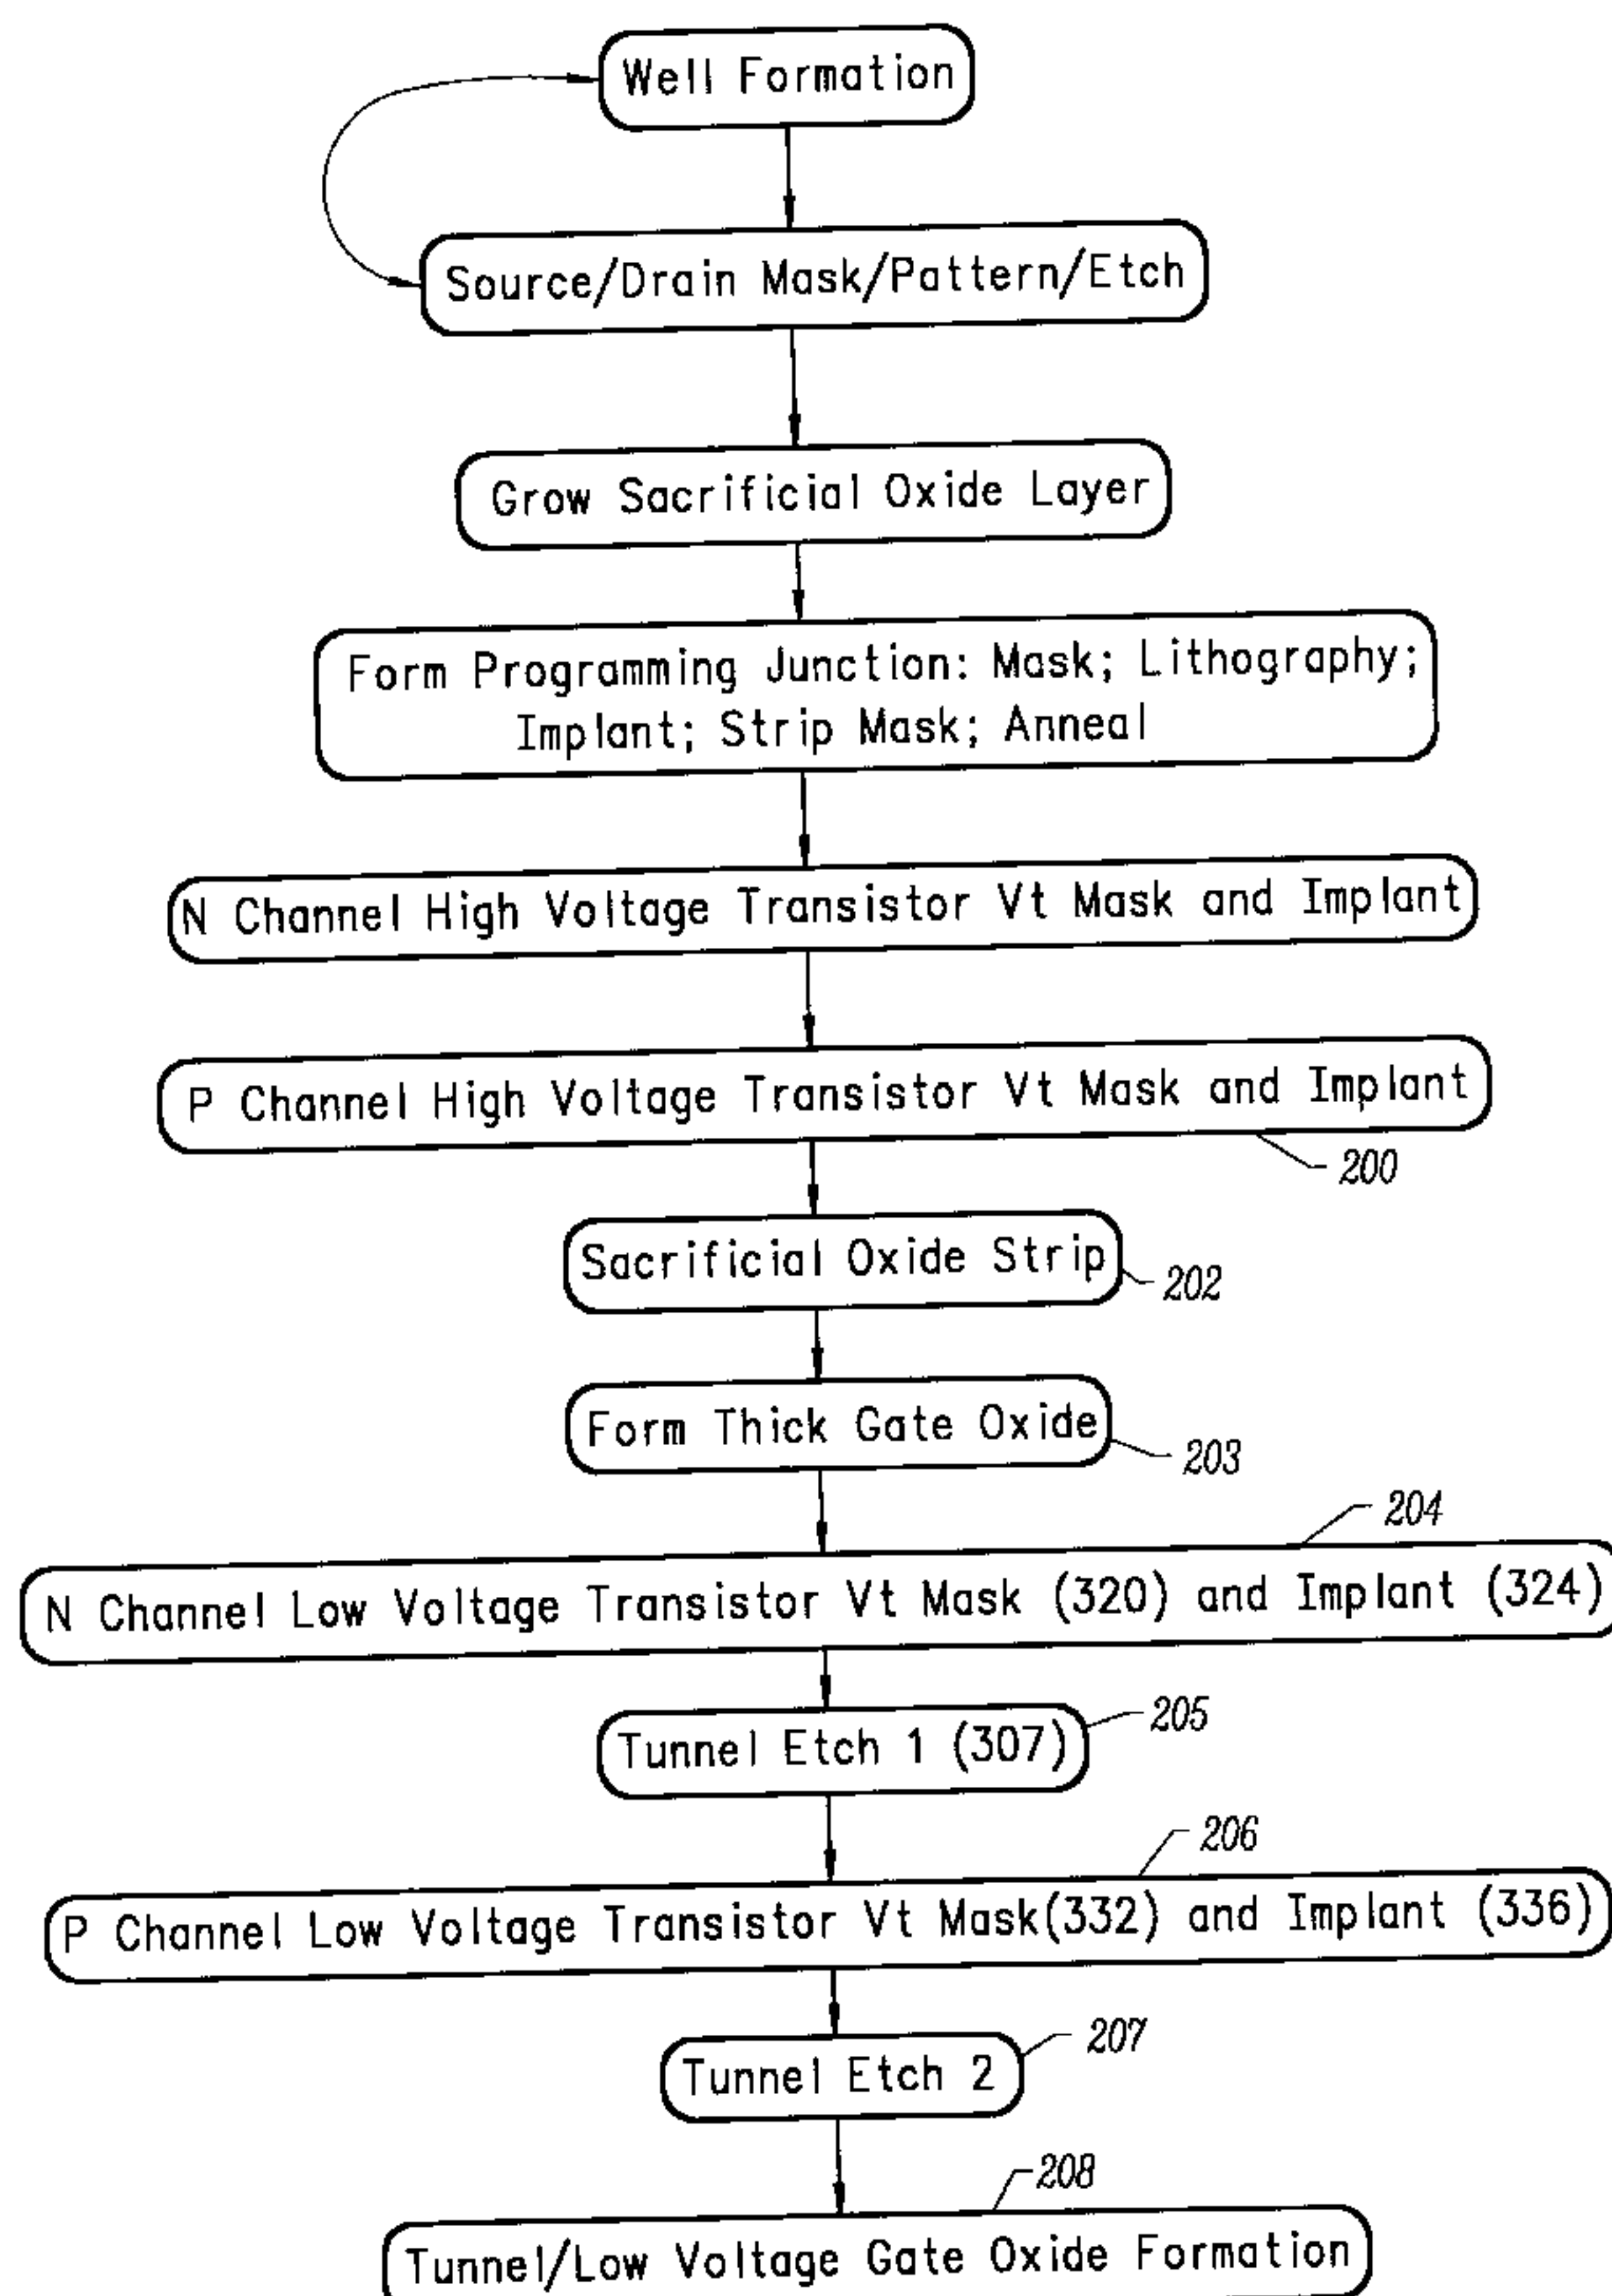 Well Formation
Source/Drain Mask/Pattern/Etch
Grow Sacrificial Oxide Layer
Form Programming Junction: Mask; Lithography;
Implant; Strip Mask; Anneal
N Channel High Voltage Transistor Vt Mask and Implant
P Channel High Voltage Transistor Vt Mask and Implant
200
Sacrificial Oxide Strip
202
Form Thick Gate Oxide
203
204
N Channel Low Voltage Transistor Vt Mask (320) and Implant (324)
205
Tunnel Etch 1 (307)
206
P Channel Low Voltage Transistor Vt Mask(332) and Implant (336)
207
Tunnel Etch 2
208
Tunnel/Low Voltage Gate Oxide Formation